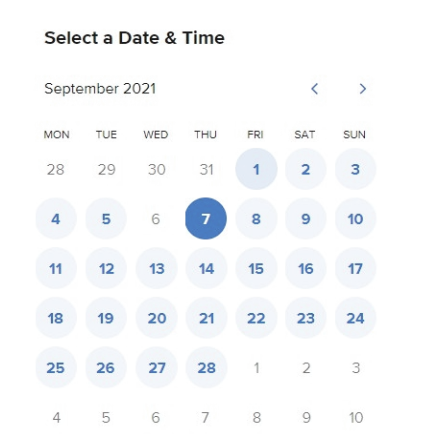 Select a Date & Time
September 2021
MON TUE WED THU FRI SAT SUN
28 29 30 31 1 2 3
4 5 6 7 8 9 10
11 12 13 14 15 16 17
18 19 20 21 22 23 24
25 26 27 28 1 2 3
4 5 6 7 8 9 10